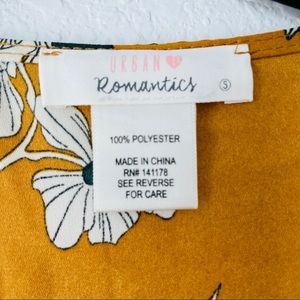 URBAN
Romantics
S
100% POLYESTER
MADE IN CHINA
RN# 141178
SEE REVERSE
FOR CARE